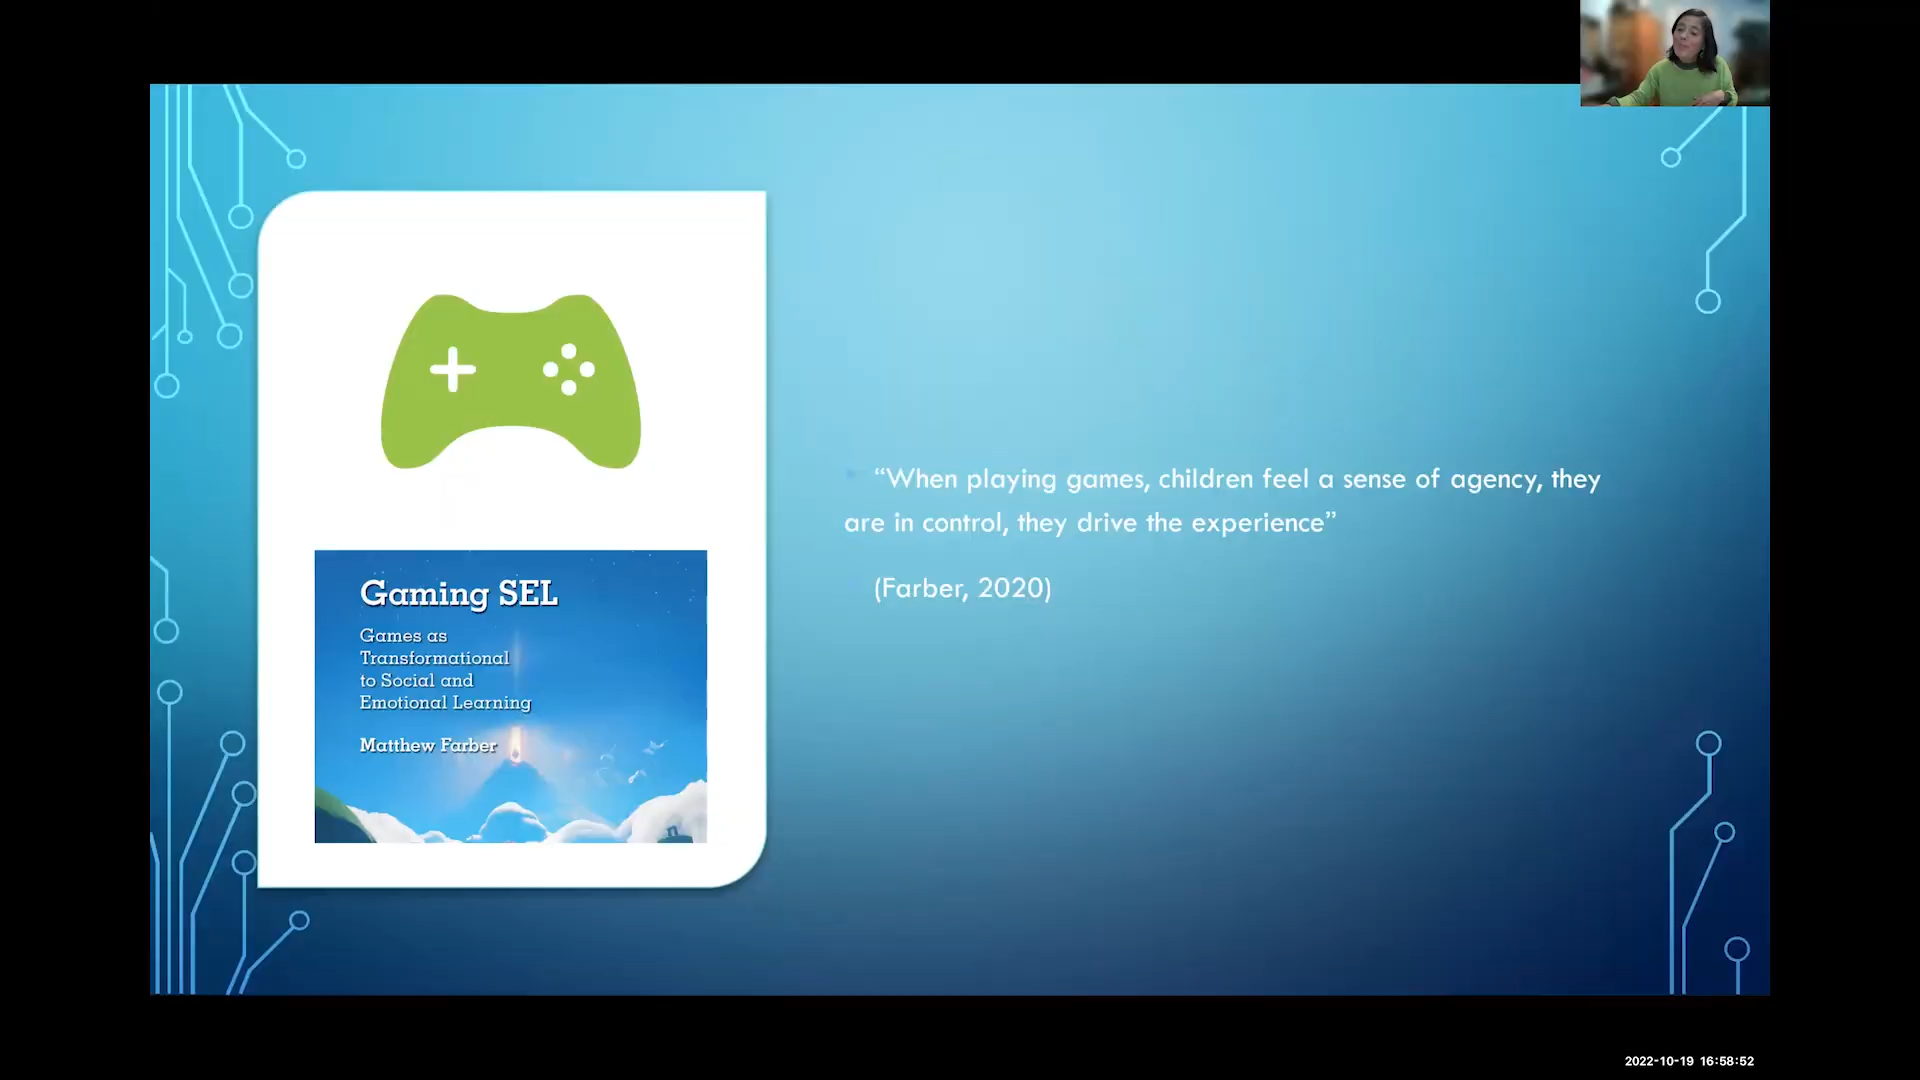 Gaming SEL
Games as
Transformational
to Social and
Emotional Learning
Matthew Farber
“When playing games, children feel a sense of agency, they
are in control, they drive the experience”
(Farber, 2020)
2022-10-19 16:58:52